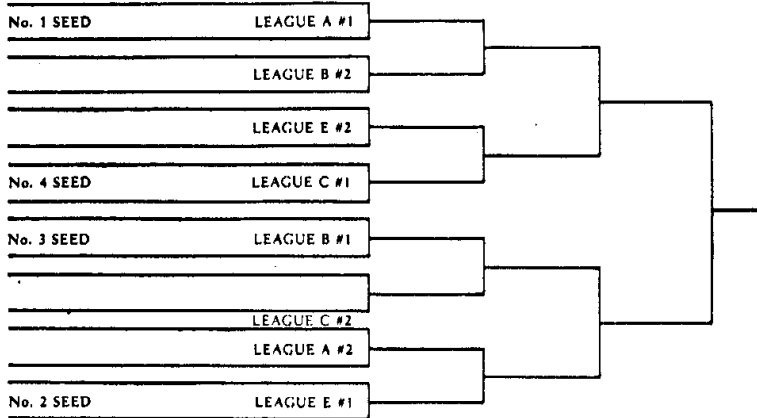 No. 1 SEED LEAGUE A #1
LEAGUE B #2
LEAGUE E #2
No. 4 SEED LEAGUE C #1
No. 3 SEED LEAGUE B #1
LEAGUE C #2
LEAGUE A #2
No. 2 SEED LEAGUE E #1